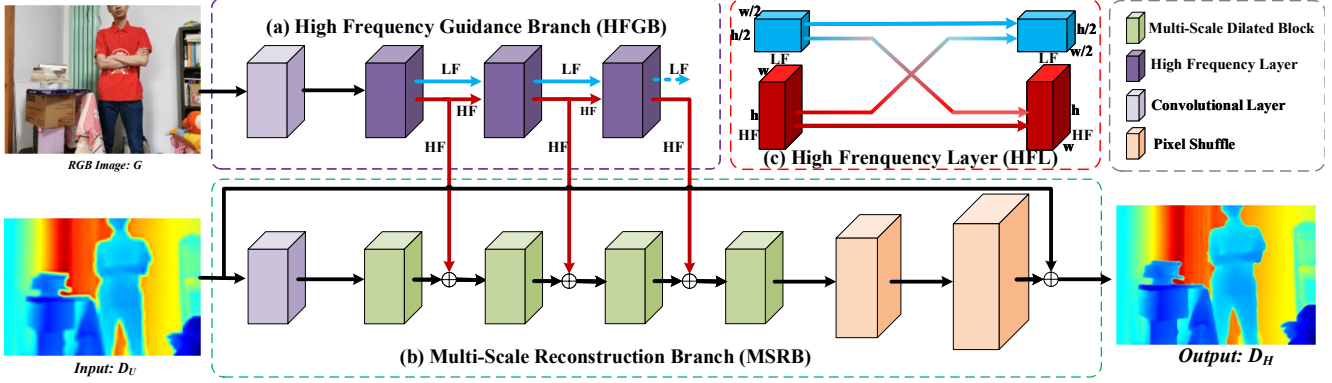 (a) High Frequency Guidance Branch (HFGB)
LF
LF
LF
HF
HF
HF
HF
HF
HF
RGB Image: G
w/2
h/2
h/2
w/2
LF
LF
w
h
h
HF
HF
w
(c) High Frenquency Layer (HFL)
Multi-Scale Dilated Block
High Frequency Layer
Convolutional Layer
Pixel Shuffle
(b) Multi-Scale Reconstruction Branch (MSRB)
Input: D_U
Output: D_H